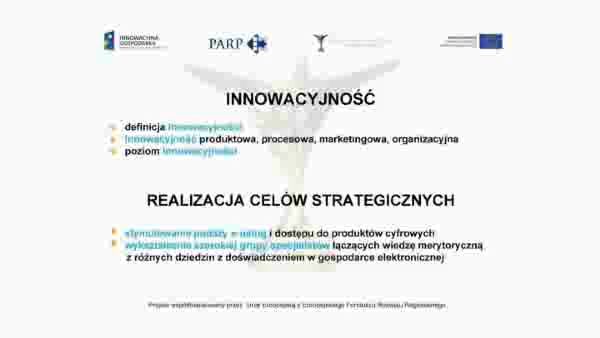 INNOWACYJNA
GOSPODARKA
PARP
INNOWACYJNOŚĆ
definicja innowacyjności
innowacyjność produktowa, procesowa, marketingowa, organizacyjna
poziom innowacyjności
REALIZACJA CELÓW STRATEGICZNYCH
stymulowanie podaży e-usług i dostępu do produktów cyfrowych
wykształcenie szerokiej grupy specjalistów łączących wiedzę merytoryczną
z różnych dziedzin z doświadczeniem w gospodarce elektronicznej
Projekt współfinansowany przez Unię Europejską z Europejskiego Funduszu Rozwoju Regionalnego